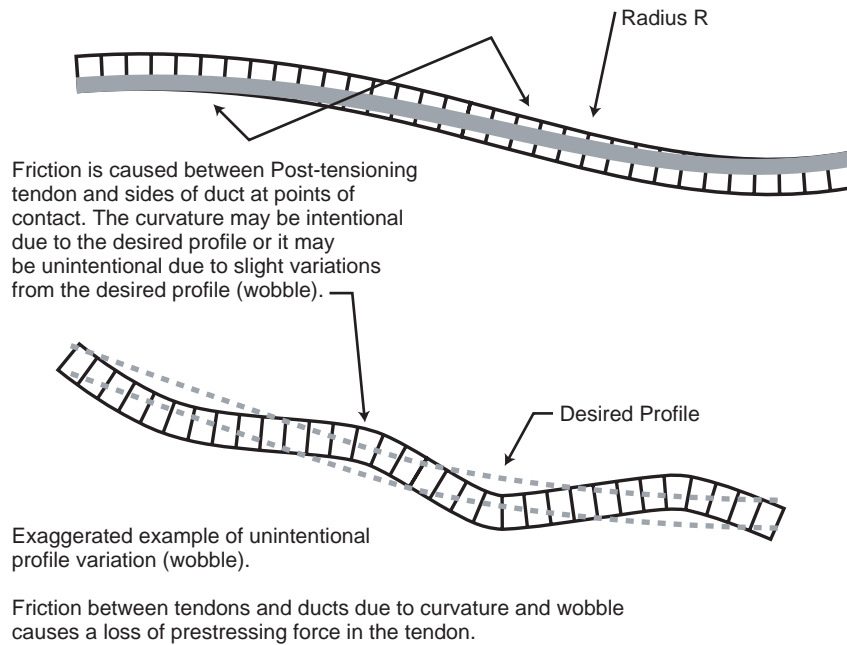 Radius R
Friction is caused between Post-tensioning
tendon and sides of duct at points of
contact. The curvature may be intentional
due to the desired profile or it may
be unintentional due to slight variations
from the desired profile (wobble).
Desired Profile
Exaggerated example of unintentional
profile variation (wobble).
Friction between tendons and ducts due to curvature and wobble
causes a loss of prestressing force in the tendon.